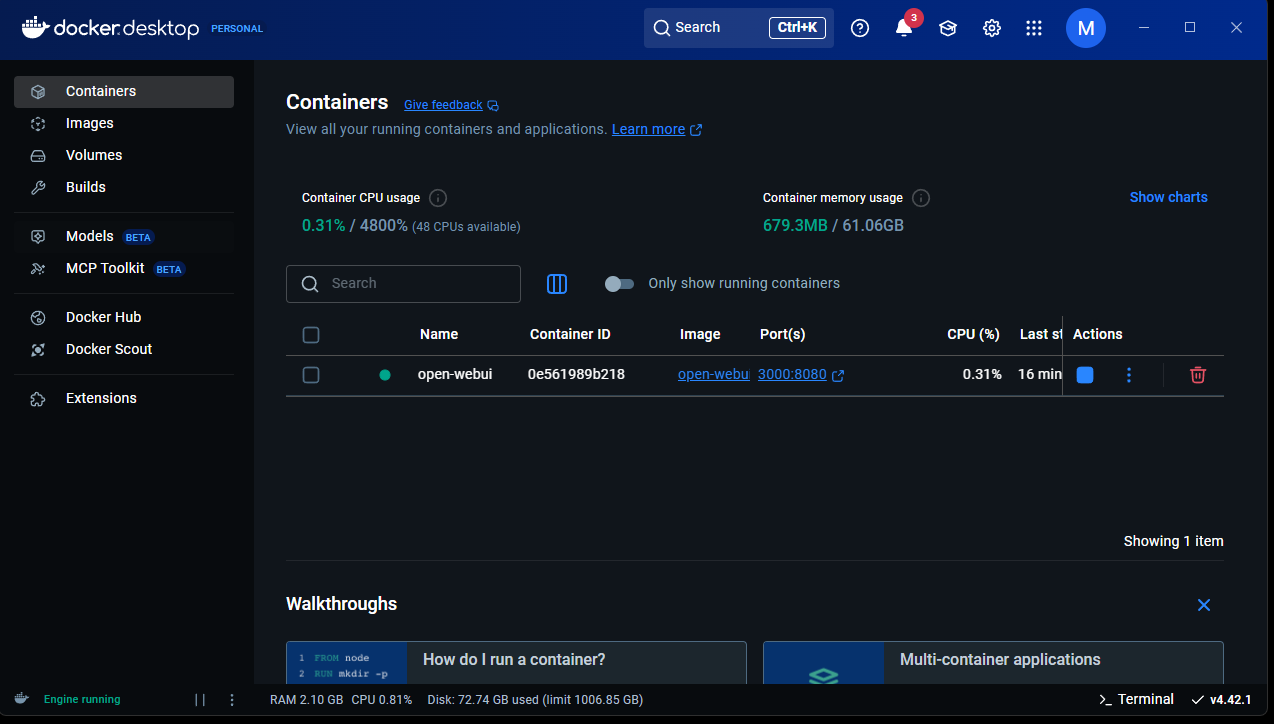 docker.desktop PERSONAL
Search Ctrl+K
3
M
Containers
Images
Volumes
Builds
Models BETA
MCP Toolkit BETA
Docker Hub
Docker Scout
Extensions
Containers Give feedback
View all your running containers and applications. Learn more
Container CPU usage
0.31% / 4800% (48 CPUs available)
Container memory usage
679.3MB / 61.06GB
Show charts
Search
Only show running containers
Name Container ID Image Port(s) CPU (%) Last st Actions
open-webui 0e561989b218 open-webui 3000:8080 0.31% 16 min
Showing 1 item
Walkthroughs
1 FROM node
2 RUN mkdir -p
How do I run a container?
Multi-container applications
Engine running
RAM 2.10 GB CPU 0.81% Disk: 72.74 GB used (limit 1006.85 GB)
>_ Terminal
v4.42.1